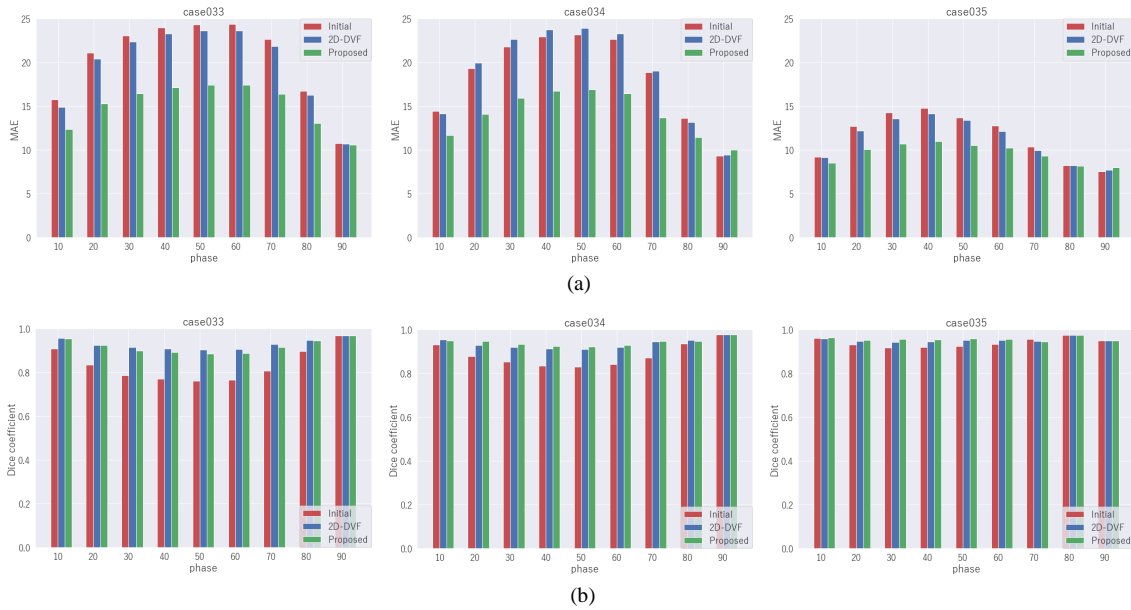 case033
25
20
15
10
5
0
MAE
Initial
2D-DVF
Proposed
10 20 30 40 50 60 70 80 90
phase
case034
25
20
15
10
5
0
MAE
Initial
2D-DVF
Proposed
10 20 30 40 50 60 70 80 90
phase
case035
25
20
15
10
5
0
MAE
Initial
2D-DVF
Proposed
10 20 30 40 50 60 70 80 90
phase
(a)
case033
1.0
0.8
0.6
0.4
0.2
0.0
Dice coefficient
Initial
2D-DVF
Proposed
10 20 30 40 50 60 70 80 90
phase
case034
1.0
0.8
0.6
0.4
0.2
0.0
Dice coefficient
Initial
2D-DVF
Proposed
10 20 30 40 50 60 70 80 90
phase
case035
1.0
0.8
0.6
0.4
0.2
0.0
Dice coefficient
Initial
2D-DVF
Proposed
10 20 30 40 50 60 70 80 90
phase
(b)